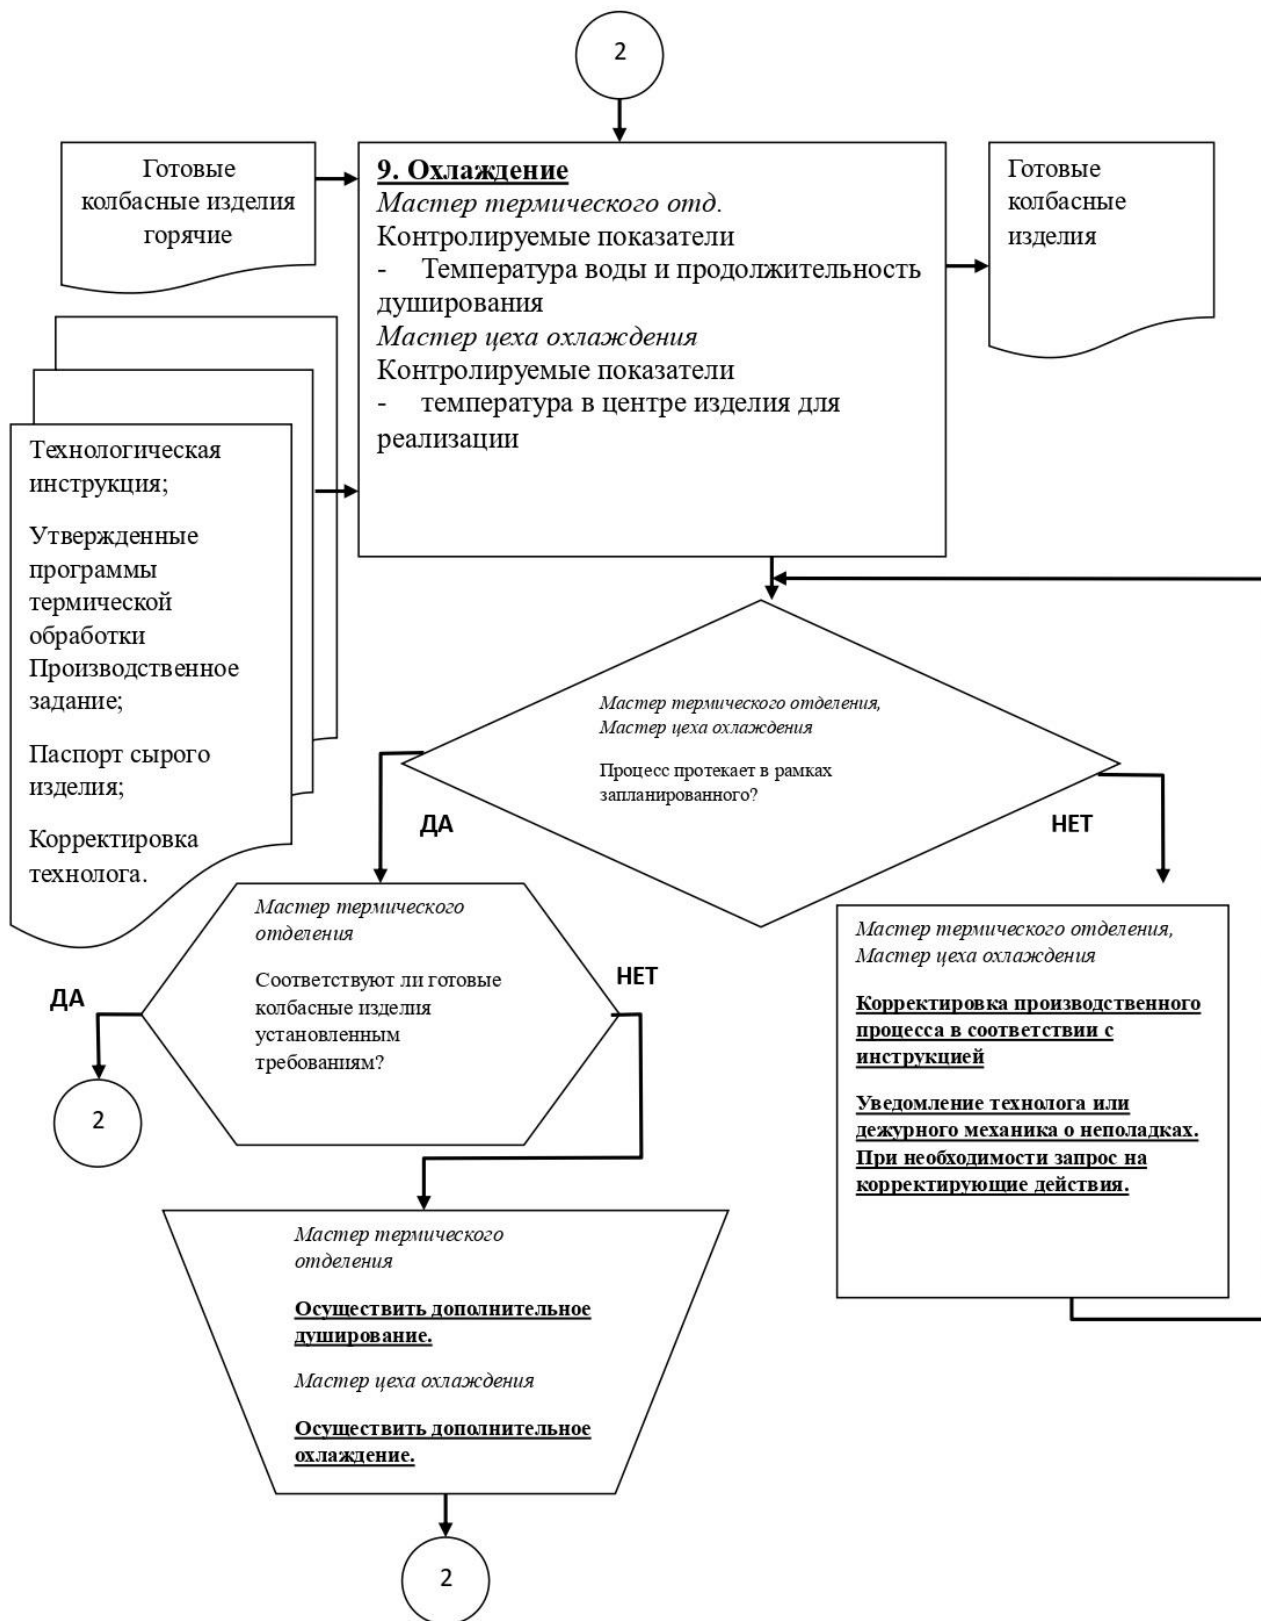 2
Готовые
колбасные изделия
горячие
9. Охлаждение
Мастер термического отд.
Контролируемые показатели
- Температура воды и продолжительность
душирования
Мастер цеха охлаждения
Контролируемые показатели
- температура в центре изделия для
реализации
Готовые
колбасные
изделия
Технологическая
инструкция;
Утвержденные
программы
термической
обработки
Производственное
задание;
Паспорт сырого
изделия;
Корректировка
технолога.
Мастер термического отделения,
Мастер цеха охлаждения
Процесс протекает в рамках
запланированного?
ДА
НЕТ
Мастер термического
отделения
Соответствуют ли готовые
колбасные изделия
установленным
требованиям?
ДА
НЕТ
2
Мастер термического отделения,
Мастер цеха охлаждения
Корректировка производственного
процесса в соответствии с
инструкцией
Уведомление технолога или
дежурного механика о неполадках.
При необходимости запрос на
корректирующие действия.
Мастер термического
отделения
Осуществить дополнительное
душирование.
Мастер цеха охлаждения
Осуществить дополнительное
охлаждение.
2